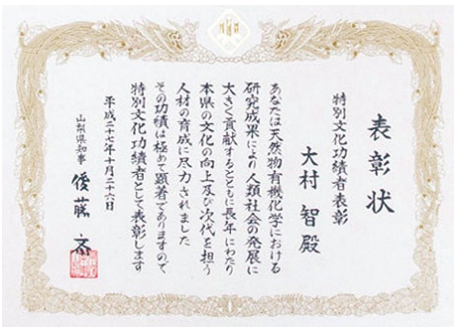 表彰状
特別文化功績者表彰
大村 智 殿
あなたは天然物有機化学における
研究成果により人類社会の発展に
大きく貢献するとともに長年にわたり
本県の文化の向上及び次代を担う
人材の育成に尽力されました
その功績は極めて顕著でありますので
特別文化功績者として表彰します
平成二十七年十月二十六日
山梨県知事 後藤 斎